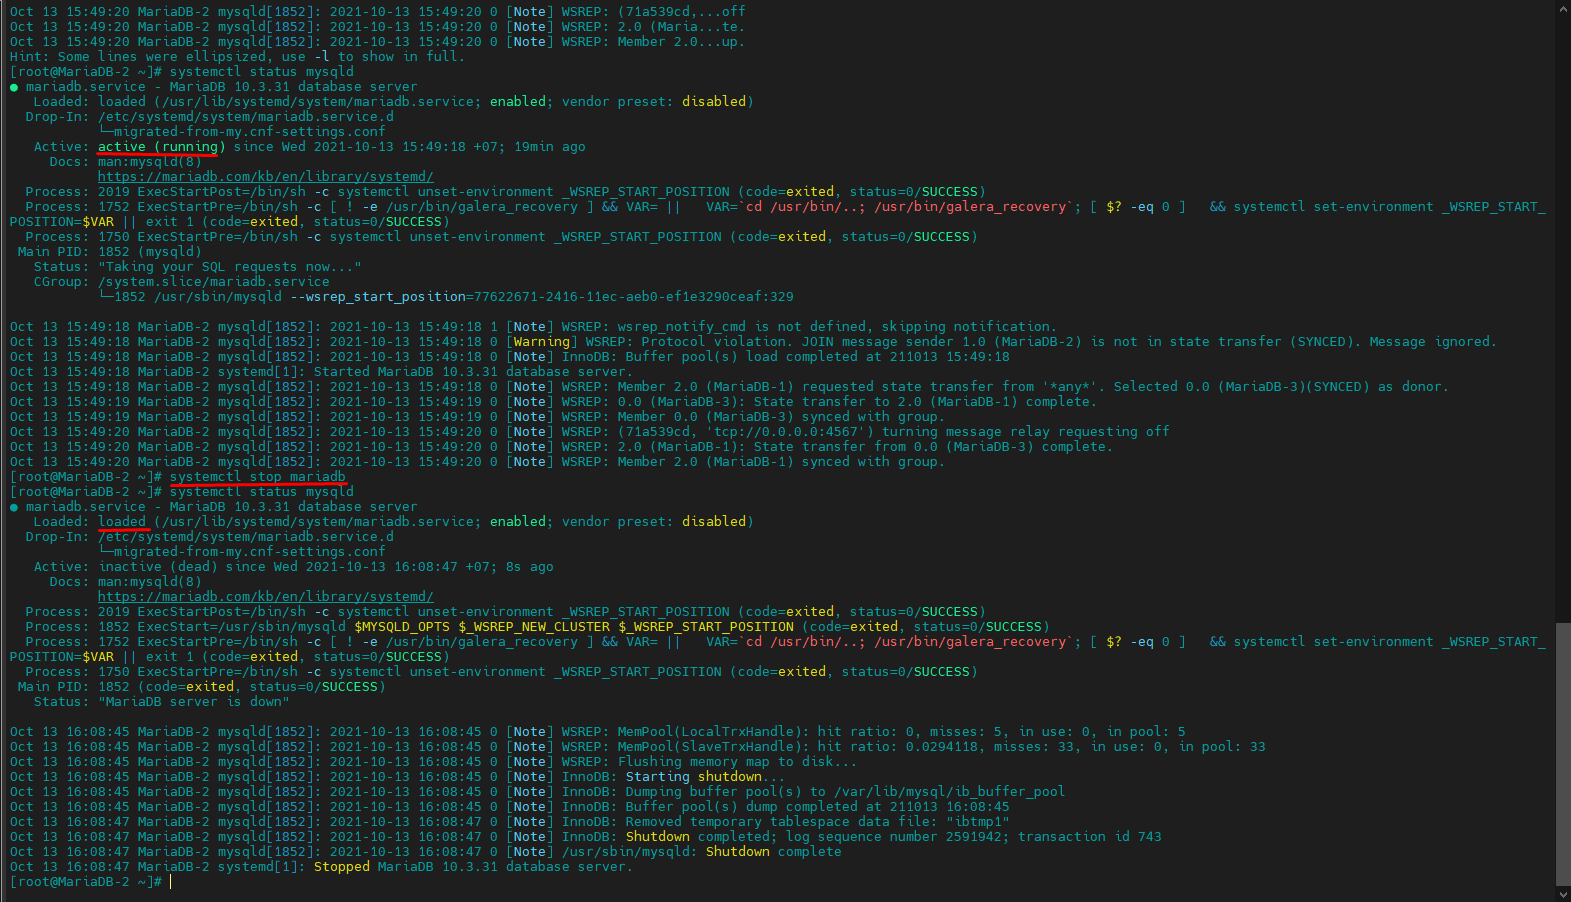 Oct 13 15:49:20 MariaDB-2 mysqld[1852]: 2021-10-13 15:49:20 0 [Note] WSREP: (71a539cd,...off
Oct 13 15:49:20 MariaDB-2 mysqld[1852]: 2021-10-13 15:49:20 0 [Note] WSREP: 2.0 (Maria...te.
Oct 13 15:49:20 MariaDB-2 mysqld[1852]: 2021-10-13 15:49:20 0 [Note] WSREP: Member 2.0...up.
Hint: Some lines were ellipsized, use -l to show in full.
[root@MariaDB-2 ~]# systemctl status mysqld
● mariadb.service - MariaDB 10.3.31 database server
   Loaded: loaded (/usr/lib/systemd/system/mariadb.service; enabled; vendor preset: disabled)
  Drop-In: /etc/systemd/system/mariadb.service.d
           └─migrated-from-my.cnf-settings.conf
   Active: active (running) since Wed 2021-10-13 15:49:18 +07; 19min ago
     Docs: man:mysqld(8)
           https://mariadb.com/kb/en/library/systemd/
  Process: 2019 ExecStartPost=/bin/sh -c systemctl unset-environment _WSREP_START_POSITION (code=exited, status=0/SUCCESS)
  Process: 1752 ExecStartPre=/bin/sh -c [ ! -e /usr/bin/galera_recovery ] && VAR= ||   VAR=`cd /usr/bin/..; /usr/bin/galera_recovery`; [ $? -eq 0 ]   && systemctl set-environment _WSREP_START_
POSITION=$VAR || exit 1 (code=exited, status=0/SUCCESS)
  Process: 1750 ExecStartPre=/bin/sh -c systemctl unset-environment _WSREP_START_POSITION (code=exited, status=0/SUCCESS)
 Main PID: 1852 (mysqld)
   Status: "Taking your SQL requests now..."
   CGroup: /system.slice/mariadb.service
           └─1852 /usr/sbin/mysqld --wsrep_start_position=77622671-2416-11ec-aeb0-ef1e3290ceaf:329
Oct 13 15:49:18 MariaDB-2 mysqld[1852]: 2021-10-13 15:49:18 1 [Note] WSREP: wsrep_notify_cmd is not defined, skipping notification.
Oct 13 15:49:18 MariaDB-2 mysqld[1852]: 2021-10-13 15:49:18 0 [Warning] WSREP: Protocol violation. JOIN message sender 1.0 (MariaDB-2) is not in state transfer (SYNCED). Message ignored.
Oct 13 15:49:18 MariaDB-2 mysqld[1852]: 2021-10-13 15:49:18 0 [Note] InnoDB: Buffer pool(s) load completed at 211013 15:49:18
Oct 13 15:49:18 MariaDB-2 systemd[1]: Started MariaDB 10.3.31 database server.
Oct 13 15:49:18 MariaDB-2 mysqld[1852]: 2021-10-13 15:49:18 0 [Note] WSREP: Member 2.0 (MariaDB-1) requested state transfer from '*any*'. Selected 0.0 (MariaDB-3)(SYNCED) as donor.
Oct 13 15:49:19 MariaDB-2 mysqld[1852]: 2021-10-13 15:49:19 0 [Note] WSREP: 0.0 (MariaDB-3): State transfer to 2.0 (MariaDB-1) complete.
Oct 13 15:49:19 MariaDB-2 mysqld[1852]: 2021-10-13 15:49:19 0 [Note] WSREP: Member 0.0 (MariaDB-3) synced with group.
Oct 13 15:49:20 MariaDB-2 mysqld[1852]: 2021-10-13 15:49:20 0 [Note] WSREP: (71a539cd, 'tcp://0.0.0.0:4567') turning message relay requesting off
Oct 13 15:49:20 MariaDB-2 mysqld[1852]: 2021-10-13 15:49:20 0 [Note] WSREP: 2.0 (MariaDB-1): State transfer from 0.0 (MariaDB-3) complete.
Oct 13 15:49:20 MariaDB-2 mysqld[1852]: 2021-10-13 15:49:20 0 [Note] WSREP: Member 2.0 (MariaDB-1) synced with group.
[root@MariaDB-2 ~]# systemctl stop mariadb
[root@MariaDB-2 ~]# systemctl status mysqld
● mariadb.service - MariaDB 10.3.31 database server
   Loaded: loaded (/usr/lib/systemd/system/mariadb.service; enabled; vendor preset: disabled)
  Drop-In: /etc/systemd/system/mariadb.service.d
           └─migrated-from-my.cnf-settings.conf
   Active: inactive (dead) since Wed 2021-10-13 16:08:47 +07; 8s ago
     Docs: man:mysqld(8)
           https://mariadb.com/kb/en/library/systemd/
  Process: 2019 ExecStartPost=/bin/sh -c systemctl unset-environment _WSREP_START_POSITION (code=exited, status=0/SUCCESS)
  Process: 1852 ExecStart=/usr/sbin/mysqld $MYSQLD_OPTS $_WSREP_NEW_CLUSTER $_WSREP_START_POSITION (code=exited, status=0/SUCCESS)
  Process: 1752 ExecStartPre=/bin/sh -c [ ! -e /usr/bin/galera_recovery ] && VAR= ||   VAR=`cd /usr/bin/..; /usr/bin/galera_recovery`; [ $? -eq 0 ]   && systemctl set-environment _WSREP_START_
POSITION=$VAR || exit 1 (code=exited, status=0/SUCCESS)
  Process: 1750 ExecStartPre=/bin/sh -c systemctl unset-environment _WSREP_START_POSITION (code=exited, status=0/SUCCESS)
 Main PID: 1852 (code=exited, status=0/SUCCESS)
   Status: "MariaDB server is down"
Oct 13 16:08:45 MariaDB-2 mysqld[1852]: 2021-10-13 16:08:45 0 [Note] WSREP: MemPool(LocalTrxHandle): hit ratio: 0, misses: 5, in use: 0, in pool: 5
Oct 13 16:08:45 MariaDB-2 mysqld[1852]: 2021-10-13 16:08:45 0 [Note] WSREP: MemPool(SlaveTrxHandle): hit ratio: 0.0294118, misses: 33, in use: 0, in pool: 33
Oct 13 16:08:45 MariaDB-2 mysqld[1852]: 2021-10-13 16:08:45 0 [Note] WSREP: Flushing memory map to disk...
Oct 13 16:08:45 MariaDB-2 mysqld[1852]: 2021-10-13 16:08:45 0 [Note] InnoDB: Starting shutdown...
Oct 13 16:08:45 MariaDB-2 mysqld[1852]: 2021-10-13 16:08:45 0 [Note] InnoDB: Dumping buffer pool(s) to /var/lib/mysql/ib_buffer_pool
Oct 13 16:08:45 MariaDB-2 mysqld[1852]: 2021-10-13 16:08:45 0 [Note] InnoDB: Buffer pool(s) dump completed at 211013 16:08:45
Oct 13 16:08:47 MariaDB-2 mysqld[1852]: 2021-10-13 16:08:47 0 [Note] InnoDB: Removed temporary tablespace data file: "ibtmp1"
Oct 13 16:08:47 MariaDB-2 mysqld[1852]: 2021-10-13 16:08:47 0 [Note] InnoDB: Shutdown completed; log sequence number 2591942; transaction id 743
Oct 13 16:08:47 MariaDB-2 mysqld[1852]: 2021-10-13 16:08:47 0 [Note] /usr/sbin/mysqld: Shutdown complete
Oct 13 16:08:47 MariaDB-2 systemd[1]: Stopped MariaDB 10.3.31 database server.
[root@MariaDB-2 ~]#